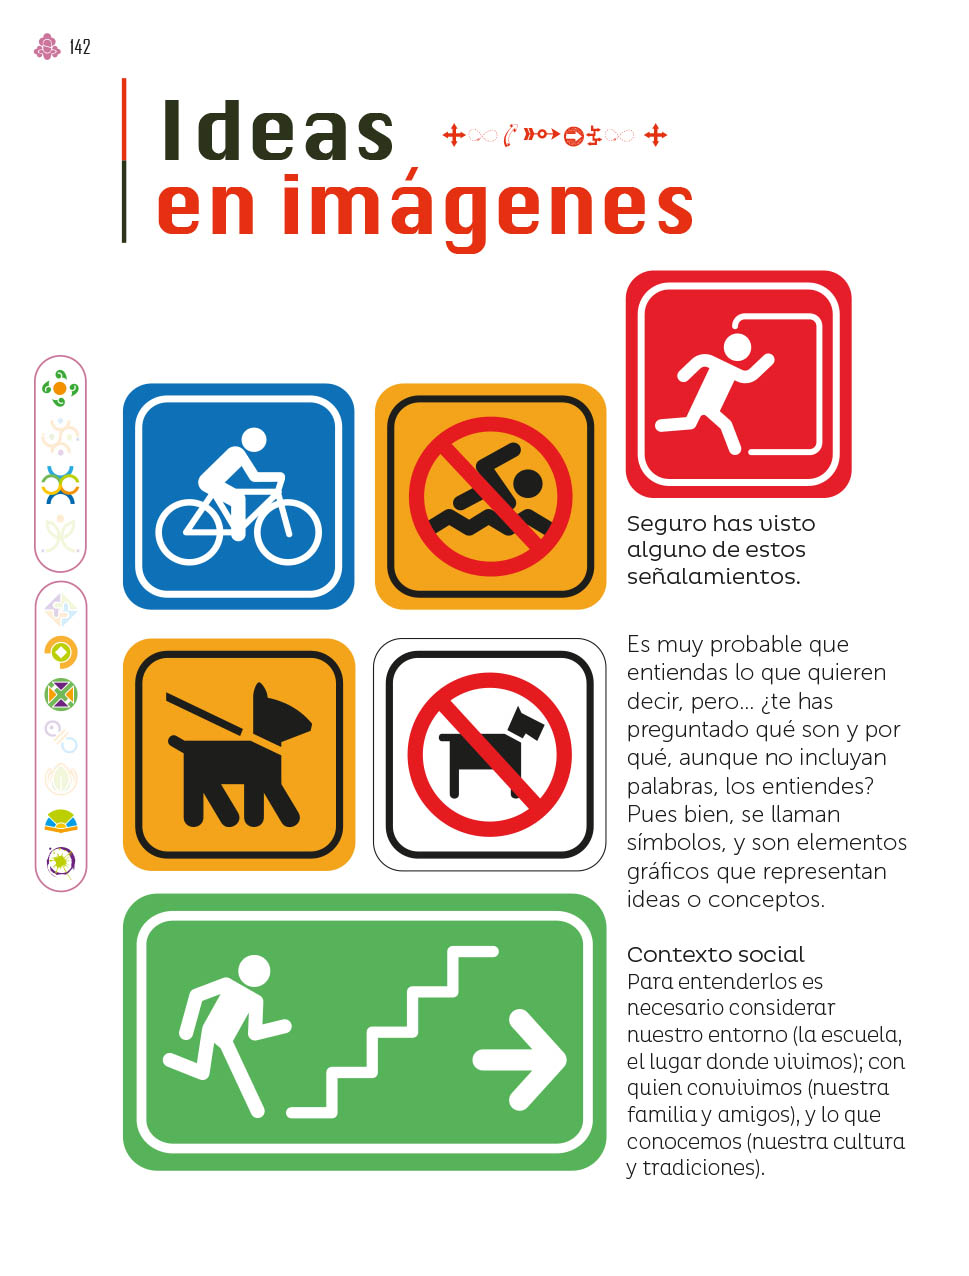 142
Ideas
en imágenes
Seguro has visto
alguno de estos
señalamientos.
Es muy probable que
entiendas lo que quieren
decir, pero... ¿te has
preguntado qué son y por
qué, aunque no incluyan
palabras, los entiendes?
Pues bien, se llaman
símbolos, y son elementos
gráficos que representan
ideas o conceptos.
Contexto social
Para entenderlos es
necesario considerar
nuestro entorno (la escuela,
el lugar donde vivimos); con
quien convivimos (nuestra
familia y amigos), y lo que
conocemos (nuestra cultura
y tradiciones).